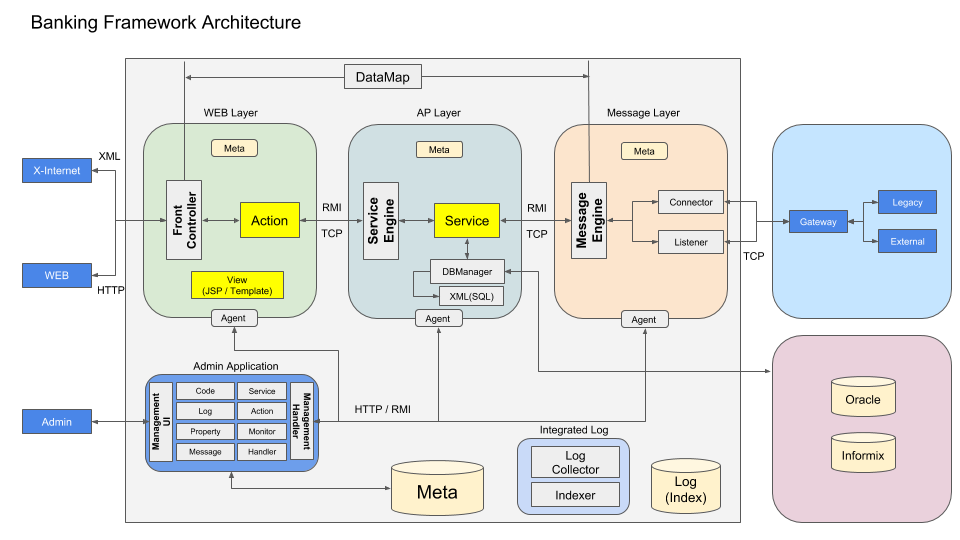 Banking Framework Architecture
DataMap
WEB Layer
AP Layer
Message Layer
Meta
Meta
Meta
XML
X-Internet
Front
Controller
Action
RMI
TCP
Service
Engine
Service
RMI
TCP
Message
Engine
Connector
Listener
TCP
Gateway
Legacy
External
WEB
HTTP
View
(JSP / Template)
DBManager
XML(SQL)
Agent
Agent
Agent
Admin Application
Admin
Management
UI
Code
Service
Log
Action
Property
Monitor
Message
Handler
Management
Handler
HTTP / RMI
Integrated Log
Log
Collector
Indexer
Meta
Log
(Index)
Oracle
Informix